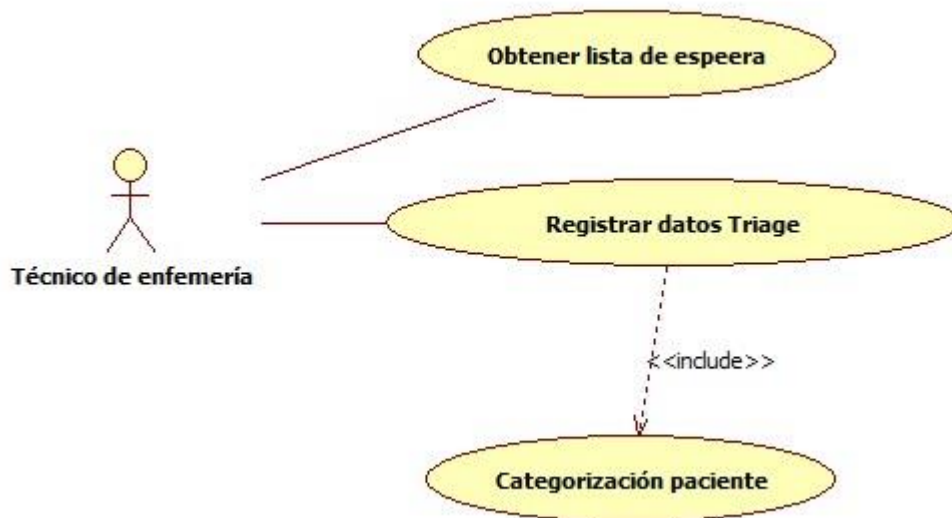 Obtener lista de espeera
Registrar datos Triage
Técnico de enfemería
<<include>>
Categorización paciente